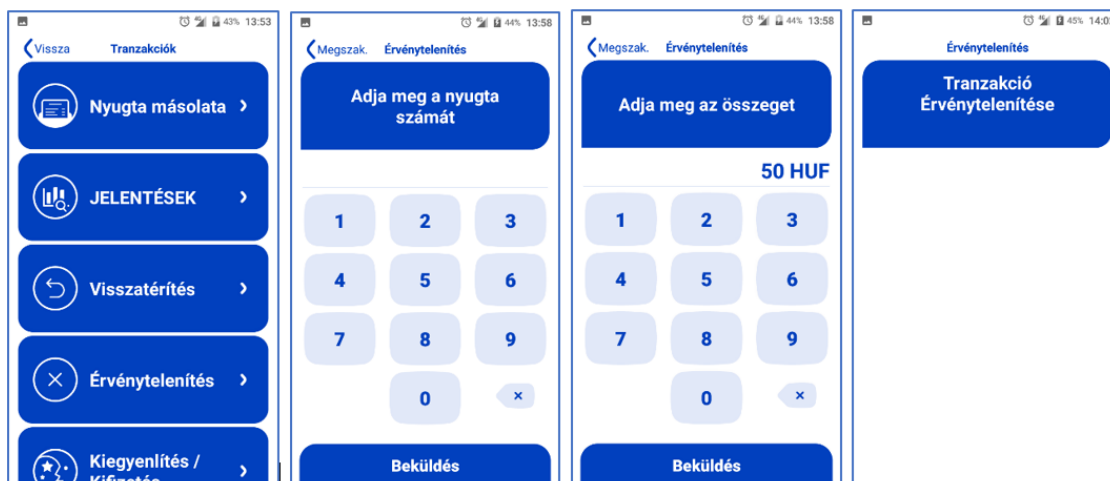 43% 13:53
Vissza Tranzakciók
Nyugta másolata
JELENTÉSEK
Visszatérítés
Érvénytelenítés
Kiegyenlítés /
Kifizetés
44% 13:58
Megszak. Érvénytelenítés
Adja meg a nyugta
számát
1 2 3
4 5 6
7 8 9
0
Beküldés
44% 13:58
Megszak. Érvénytelenítés
Adja meg az összeget
50 HUF
1 2 3
4 5 6
7 8 9
0
Beküldés
45%
Érvénytelenítés
Tranzakció
Érvénytelenítése